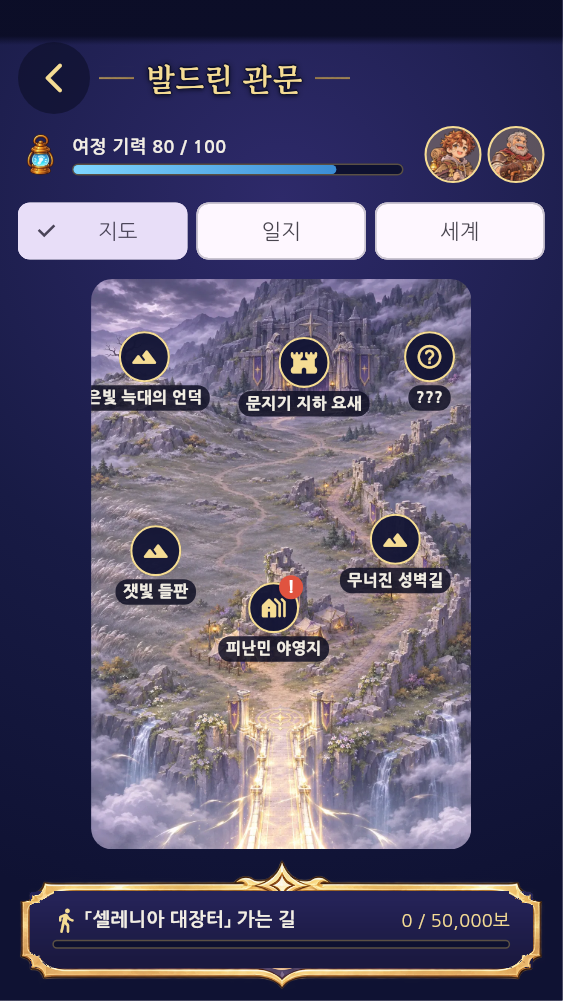 발드린 관문
여정 기력 80 / 100
지도
일지
세계
은빛 늑대의 언덕
문지기 지하 요새
???
잿빛 들판
무너진 성벽길
!
피난민 야영지
「셀레니아 대장터」 가는 길
0 / 50,000보